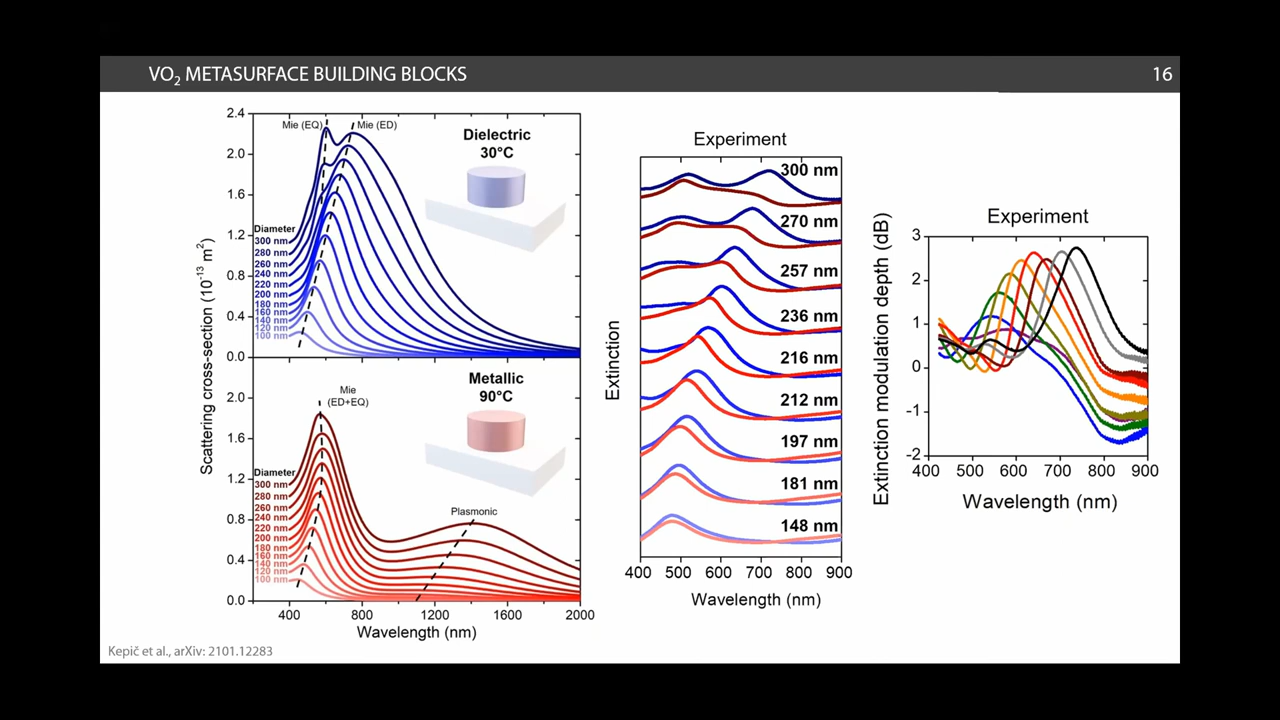 VO2 METASURFACE BUILDING BLOCKS
16
2.4
2.0
1.6
1.2
0.8
0.4
0.0
Mie (EQ)
Mie (ED)
Dielectric
30°C
Diameter
300 nm
280 nm
260 nm
240 nm
220 nm
200 nm
180 nm
160 nm
140 nm
120 nm
100 nm
Scattering cross-section (10-13 m2)
2.0
1.6
1.2
0.8
0.4
0.0
Mie
(ED+EQ)
Metallic
90°C
Plasmonic
Diameter
300 nm
280 nm
260 nm
240 nm
220 nm
200 nm
180 nm
160 nm
140 nm
120 nm
100 nm
400 800 1200 1600 2000
Wavelength (nm)
Experiment
300 nm
270 nm
257 nm
236 nm
216 nm
212 nm
197 nm
181 nm
148 nm
Extinction
400 500 600 700 800 900
Wavelength (nm)
Experiment
Extinction modulation depth (dB)
3
2
1
0
-1
-2
400 500 600 700 800 900
Wavelength (nm)
Kepič et al., arXiv: 2101.12283